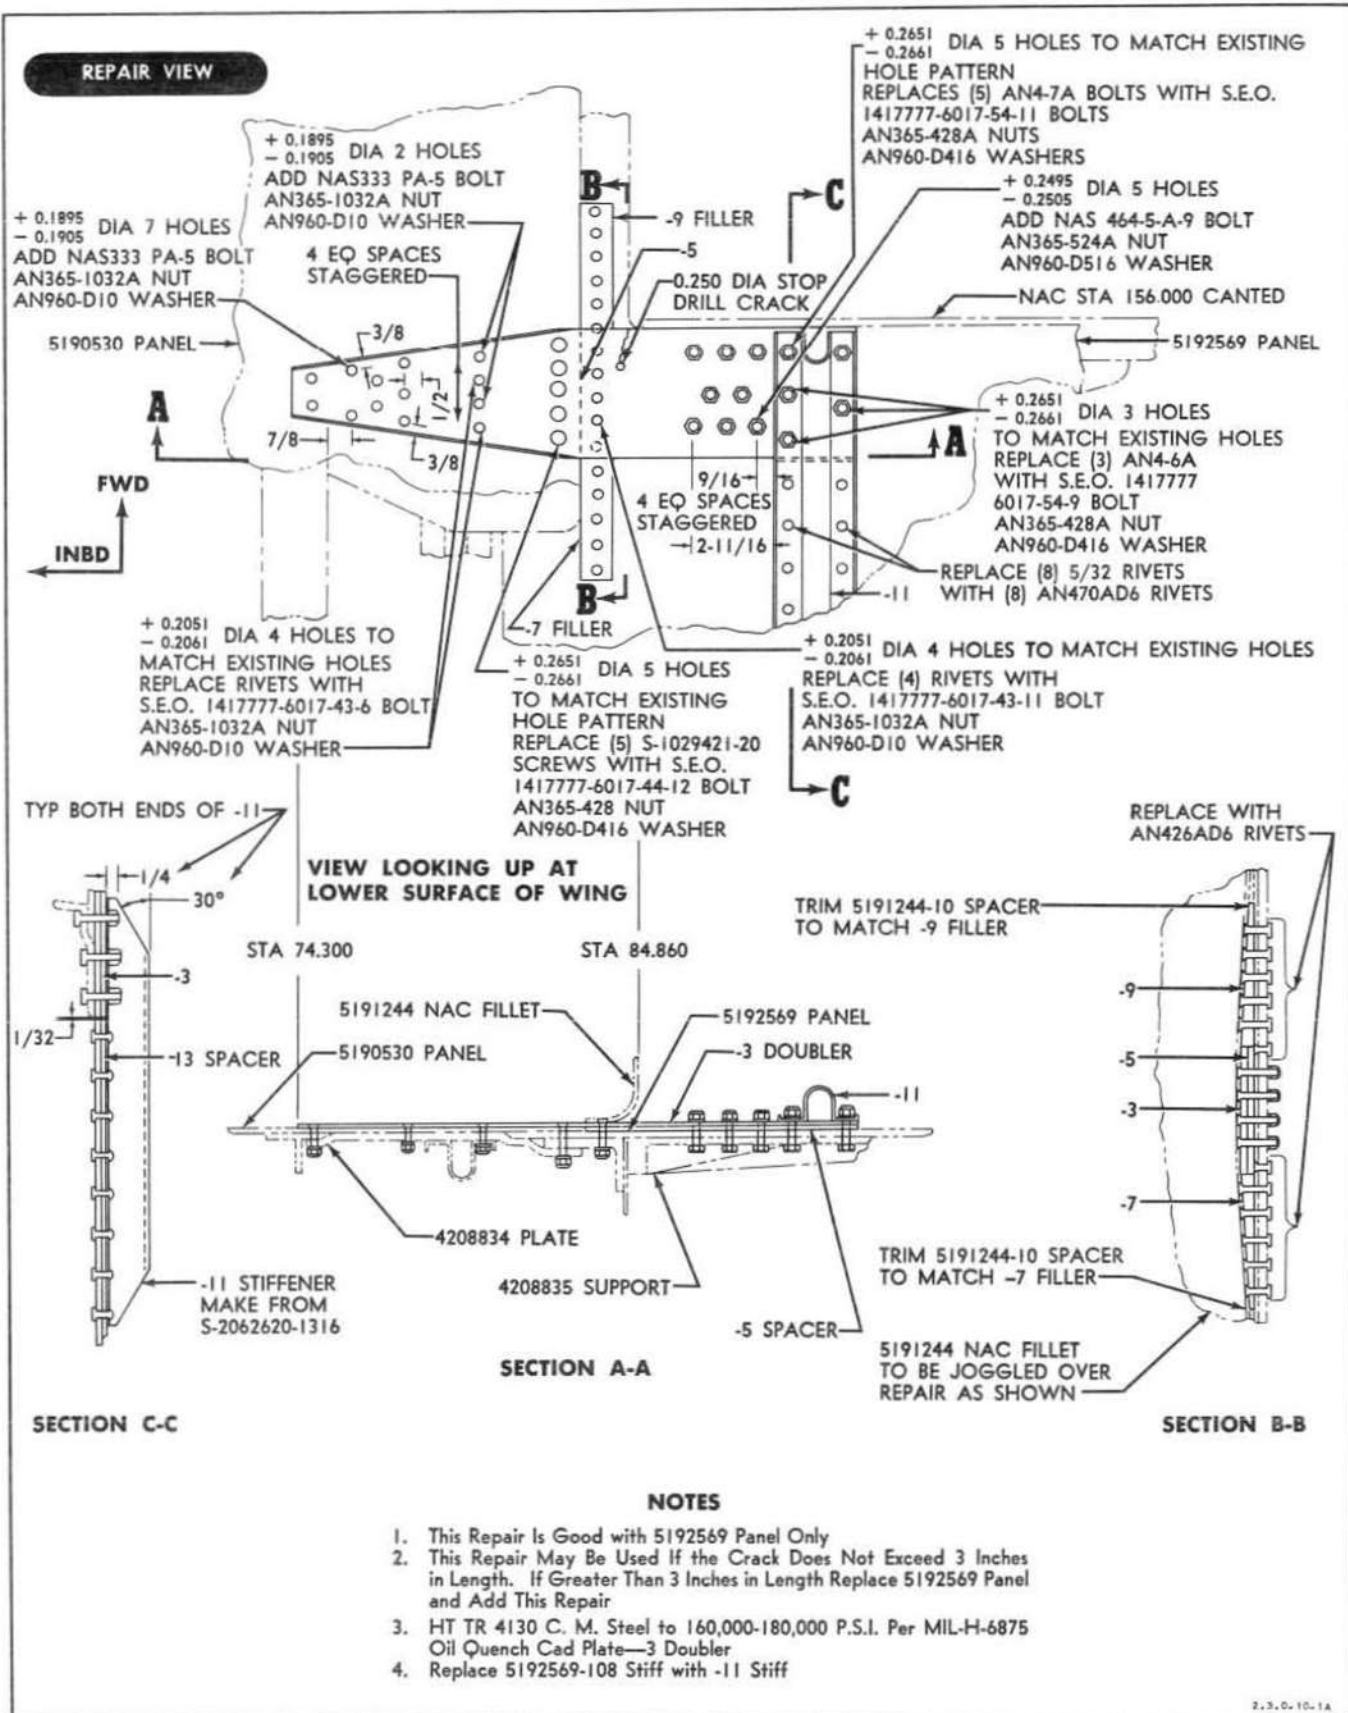 REPAIR VIEW
+ 0.2651
- 0.2661 DIA 5 HOLES TO MATCH EXISTING
HOLE PATTERN
REPLACES (5) AN4-7A BOLTS WITH S.E.O.
1417777-6017-54-11 BOLTS
AN365-428A NUTS
AN960-D416 WASHERS
+ 0.1895
- 0.1905 DIA 2 HOLES
ADD NAS333 PA-5 BOLT
AN365-1032A NUT
AN960-D10 WASHER
+ 0.1895
- 0.1905 DIA 7 HOLES
ADD NAS333 PA-5 BOLT
AN365-1032A NUT
AN960-D10 WASHER
4 EQ SPACES
STAGGERED
5190530 PANEL
3/8
1/2
7/8
3/8
A
FWD
INBD
B
-9 FILLER
-5
0.250 DIA STOP
DRILL CRACK
C
+ 0.2495
- 0.2505 DIA 5 HOLES
ADD NAS 464-5-A-9 BOLT
AN365-524A NUT
AN960-D516 WASHER
NAC STA 156.000 CANTED
5192569 PANEL
+ 0.2651
- 0.2661 DIA 3 HOLES
TO MATCH EXISTING HOLES
REPLACE (3) AN4-6A
WITH S.E.O. 1417777
6017-54-9 BOLT
AN365-428A NUT
AN960-D416 WASHER
A
9/16
4 EQ SPACES
STAGGERED
2-11/16
REPLACE (8) 5/32 RIVETS
WITH (8) AN470AD6 RIVETS
-11
B
-7 FILLER
+ 0.2051
- 0.2061 DIA 4 HOLES TO
MATCH EXISTING HOLES
REPLACE RIVETS WITH
S.E.O. 1417777-6017-43-6 BOLT
AN365-1032A NUT
AN960-D10 WASHER
+ 0.2651
- 0.2661 DIA 5 HOLES
TO MATCH EXISTING
HOLE PATTERN
REPLACE (5) S-1029421-20
SCREWS WITH S.E.O.
1417777-6017-44-12 BOLT
AN365-428 NUT
AN960-D416 WASHER
+ 0.2051
- 0.2061 DIA 4 HOLES TO MATCH EXISTING HOLES
REPLACE (4) RIVETS WITH
S.E.O. 1417777-6017-43-11 BOLT
AN365-1032A NUT
AN960-D10 WASHER
C
TYP BOTH ENDS OF -11
1/4
30°
-3
1/32
-13 SPACER
-11 STIFFENER
MAKE FROM
S-2062620-1316
SECTION C-C
VIEW LOOKING UP AT
LOWER SURFACE OF WING
STA 74.300
STA 84.860
5191244 NAC FILLET
5192569 PANEL
5190530 PANEL
-3 DOUBLER
-11
4208834 PLATE
4208835 SUPPORT
-5 SPACER
SECTION A-A
REPLACE WITH
AN426AD6 RIVETS
TRIM 5191244-10 SPACER
TO MATCH -9 FILLER
-9
-5
-3
-7
TRIM 5191244-10 SPACER
TO MATCH -7 FILLER
5191244 NAC FILLET
TO BE JOGGLED OVER
REPAIR AS SHOWN
SECTION B-B
NOTES
1. This Repair Is Good with 5192569 Panel Only
2. This Repair May Be Used If the Crack Does Not Exceed 3 Inches
in Length. If Greater Than 3 Inches in Length Replace 5192569 Panel
and Add This Repair
3. HT TR 4130 C. M. Steel to 160,000-180,000 P.S.I. Per MIL-H-6875
Oil Quench Cad Plate—3 Doubler
4. Replace 5192569-108 Stiff with -11 Stiff
2.3.0-10-1A